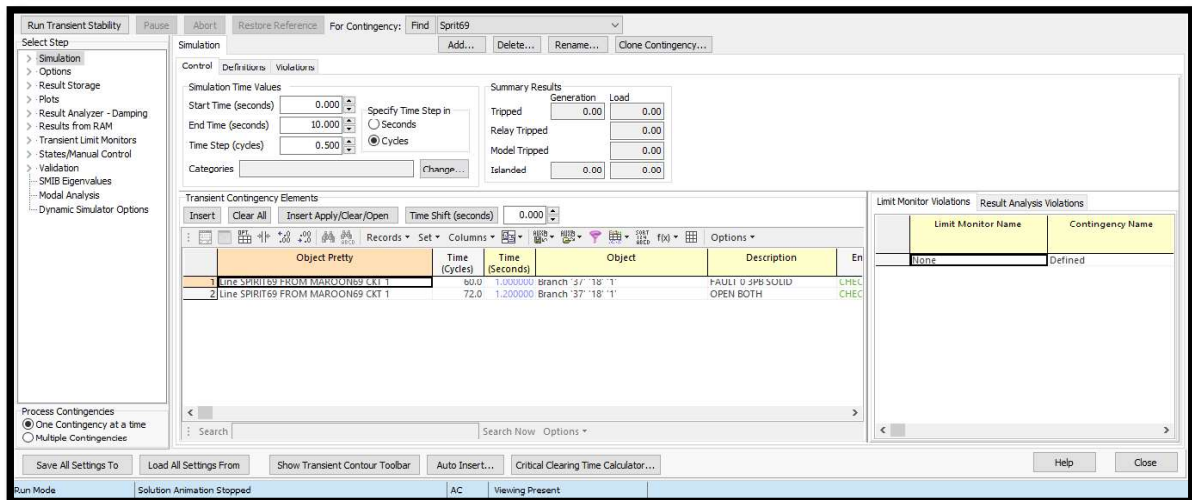 Run Transient Stability Pause Abort Restore Reference For Contingency: Find Sprit69
Select Step
Simulation
Options
Result Storage
Plots
Result Analyzer - Damping
Results from RAM
Transient Limit Monitors
States/Manual Control
Validation
SMIB Eigenvalues
Modal Analysis
Dynamic Simulator Options
Process Contingencies
One Contingency at a time
Multiple Contingencies
Simulation Add... Delete... Rename... Clone Contingency...
Control Definitions Violations
Simulation Time Values
Start Time (seconds) 0.000
End Time (seconds) 10.000
Time Step (cycles) 0.500
Specify Time Step in
Seconds
Cycles
Categories Change...
Summary Results
Generation Load
Tripped 0.00 0.00
Relay Tripped 0.00
Model Tripped 0.00
Islanded 0.00 0.00
Transient Contingency Elements
Insert Clear All Insert Apply/Clear/Open Time Shift (seconds) 0.000
Records Set Columns f(x) Options
Object Pretty Time (Cycles) Time (Seconds) Object Description En
1 Line SPIRIT69 FROM MAROON69 CKT 1 60.0 1.000000 Branch '37' '18' '1' FAULT 0 3PB SOLID CHEC
2 Line SPIRIT69 FROM MAROON69 CKT 1 72.0 1.200000 Branch '37' '18' '1' OPEN BOTH CHEC
Search Search Now Options
Limit Monitor Violations Result Analysis Violations
Limit Monitor Name Contingency Name
None Defined
Save All Settings To Load All Settings From Show Transient Contour Toolbar Auto Insert... Critical Clearing Time Calculator... Help Close
Run Mode Solution Animation Stopped AC Viewing Present